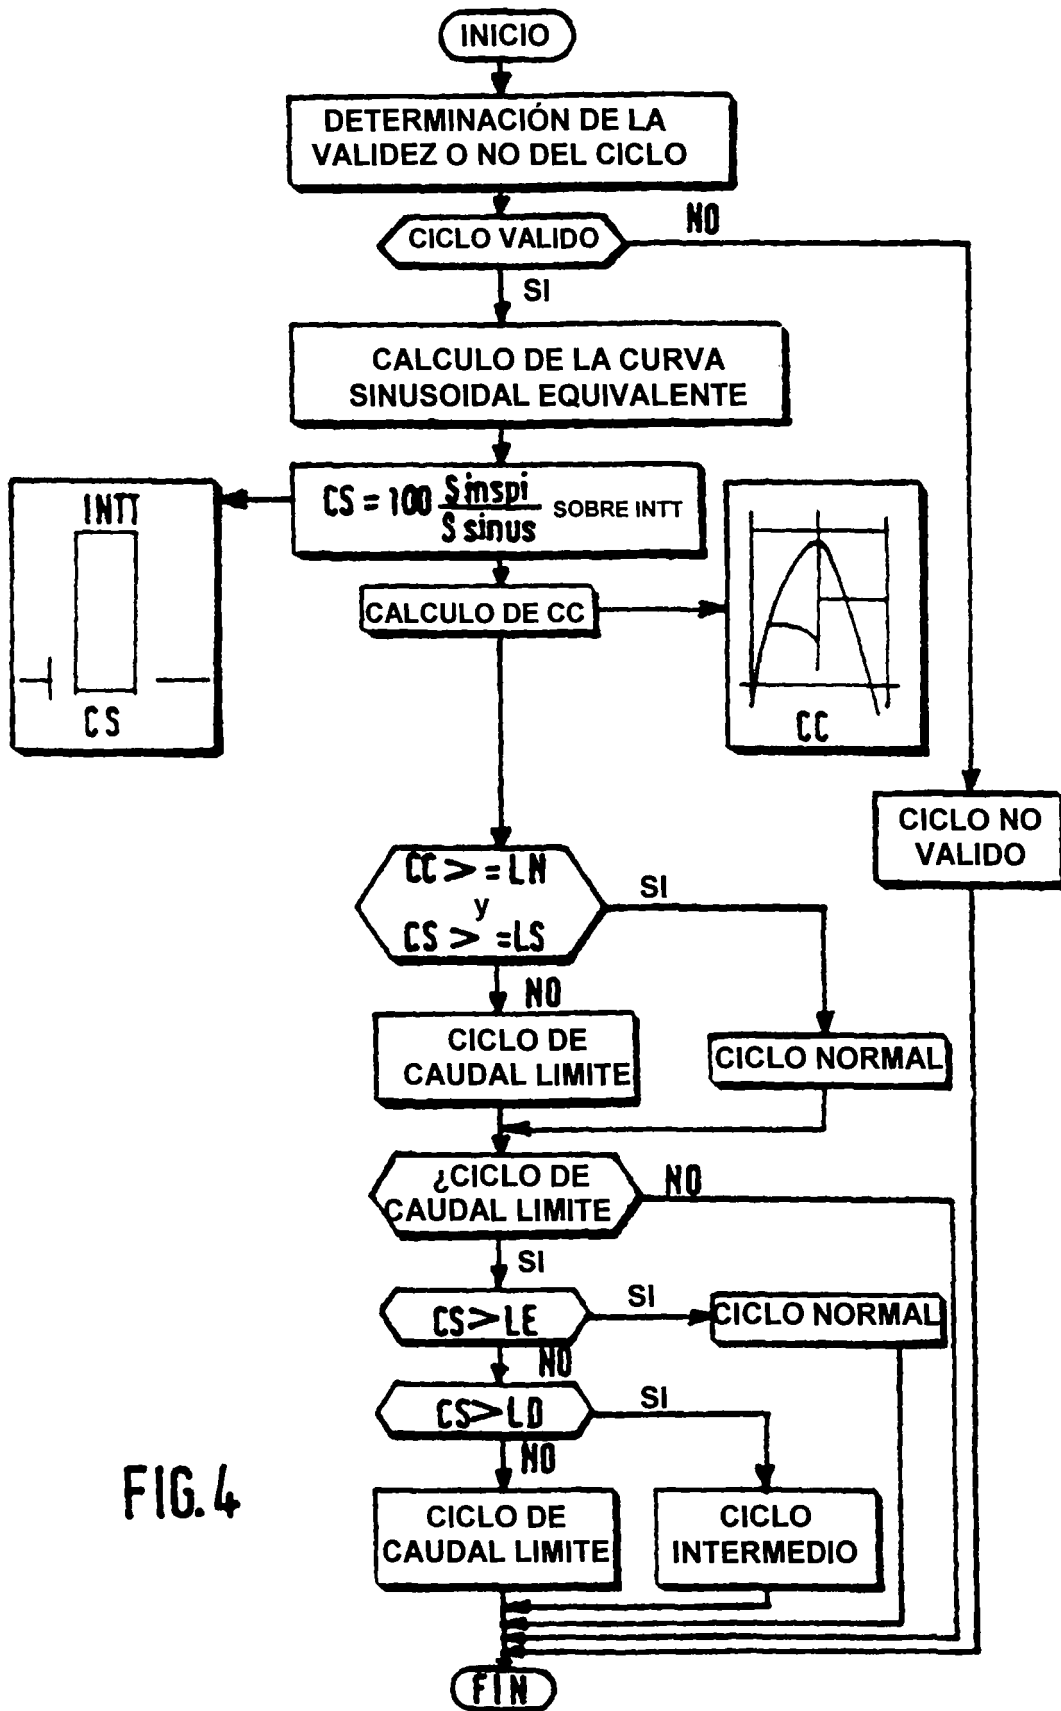 INICIO
DETERMINACIÓN DE LA
VALIDEZ O NO DEL CICLO
CICLO VALIDO
NO
SI
CALCULO DE LA CURVA
SINUSOIDAL EQUIVALENTE
CS = 100 S inspi / S sinus SOBRE INTT
INTT
CS
CALCULO DE CC
CC
CICLO NO
VALIDO
CC > = LN
y
CS > = LS
SI
NO
CICLO DE
CAUDAL LIMITE
CICLO NORMAL
¿CICLO DE
CAUDAL LIMITE
NO
SI
CS > LE
SI
CICLO NORMAL
NO
CS > LD
SI
NO
CICLO DE
CAUDAL LIMITE
CICLO
INTERMEDIO
FIN
FIG. 4